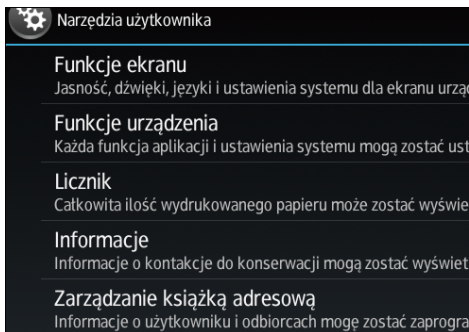 Narzędzia użytkownika
Funkcje ekranu
Jasność, dźwięki, języki i ustawienia systemu dla ekranu urzą
Funkcje urządzenia
Każda funkcja aplikacji i ustawienia systemu mogą zostać ust
Licznik
Całkowita ilość wydrukowanego papieru może zostać wyświe
Informacje
Informacje o kontakcje do konserwacji mogą zostać wyświet
Zarządzanie książką adresową
Informacje o użytkowniku i odbiorcach mogę zostać zaprogra